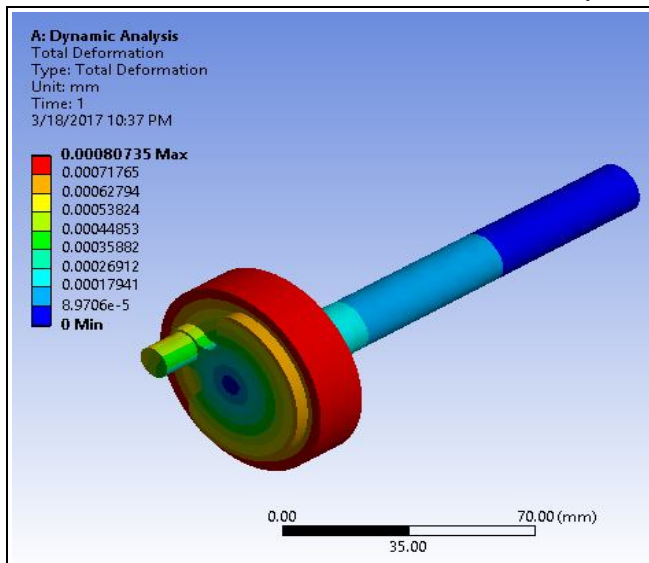 A: Dynamic Analysis
Total Deformation
Type: Total Deformation
Unit: mm
Time: 1
3/18/2017 10:37 PM
0.00080735 Max
0.00071765
0.00062794
0.00053824
0.00044853
0.00035882
0.00026912
0.00017941
8.9706e-5
0 Min
0.00
70.00 (mm)
35.00